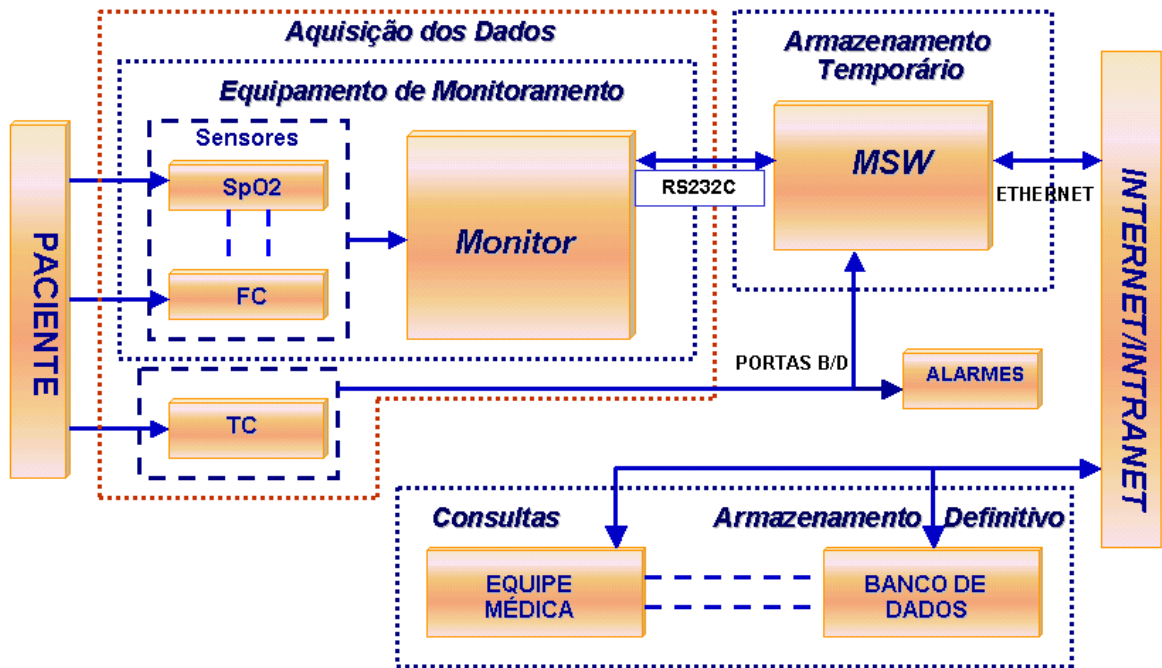 Aquisição dos Dados
Armazenamento
Temporário
Equipamento de Monitoramento
Sensores
SpO2
FC
Monitor
RS232C
MSW
ETHERNET
PACIENTE
INTERNET/INTRANET
TC
PORTAS B/D
ALARMES
Consultas
Armazenamento Definitivo
EQUIPE
MÉDICA
BANCO DE
DADOS